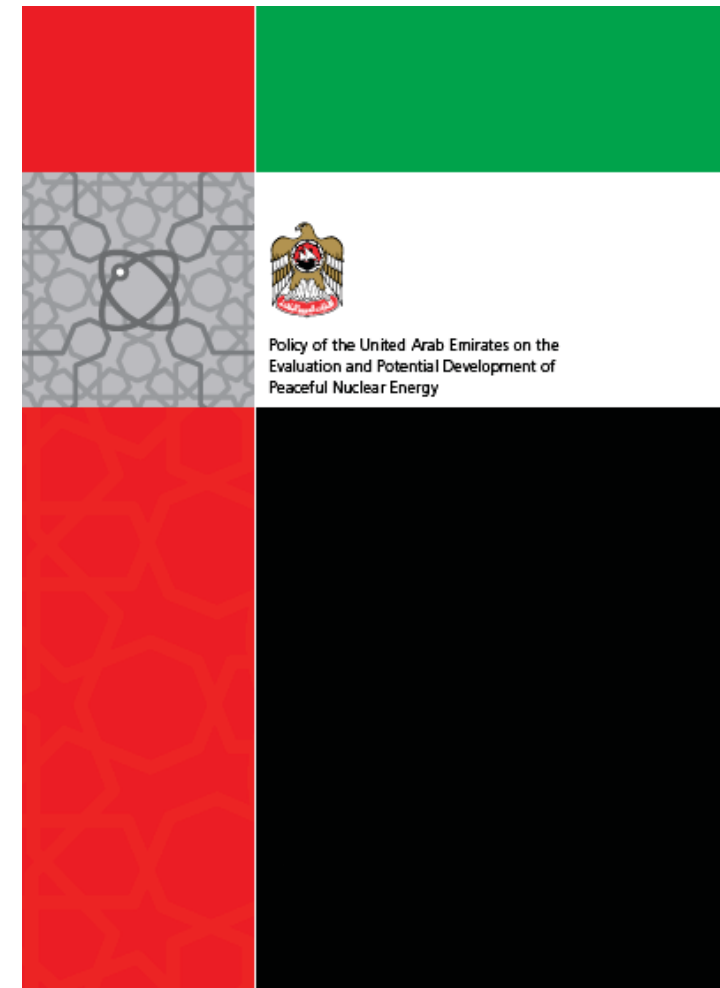 Policy of the United Arab Emirates on the
Evaluation and Potential Development of
Peaceful Nuclear Energy